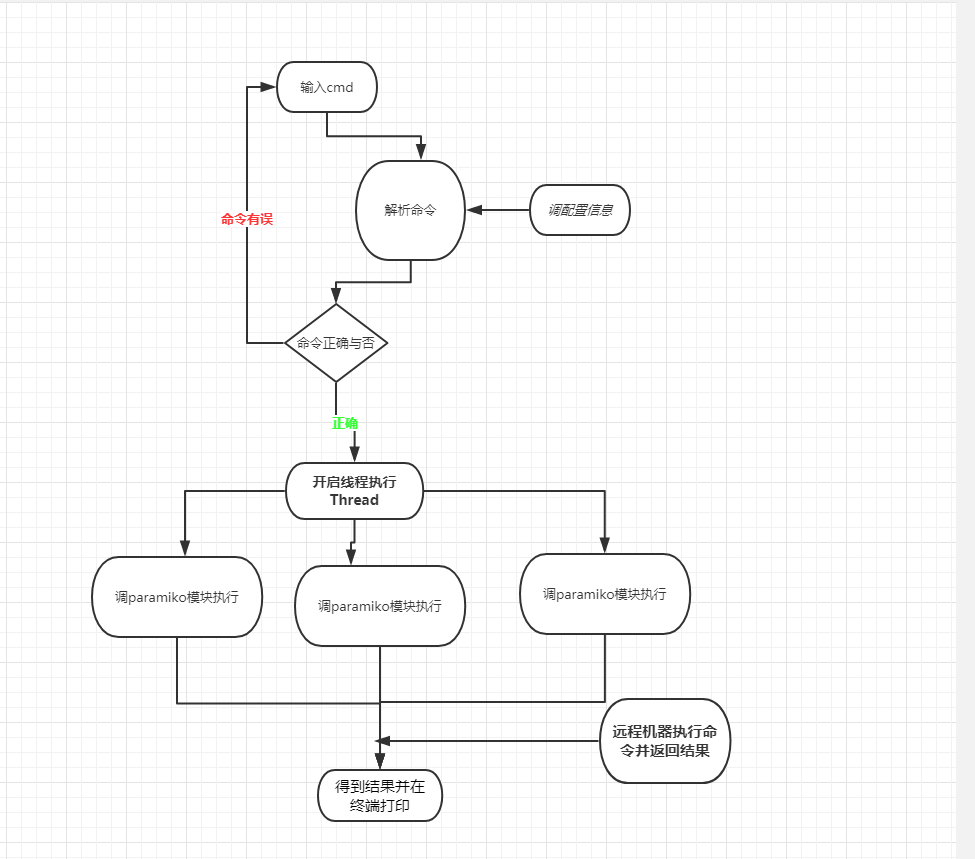 输入cmd
解析命令
调配置信息
命令有误
命令正确与否
正确
开启线程执行
Thread
调paramiko模块执行
调paramiko模块执行
调paramiko模块执行
远程机器执行命
令并返回结果
得到结果并在
终端打印